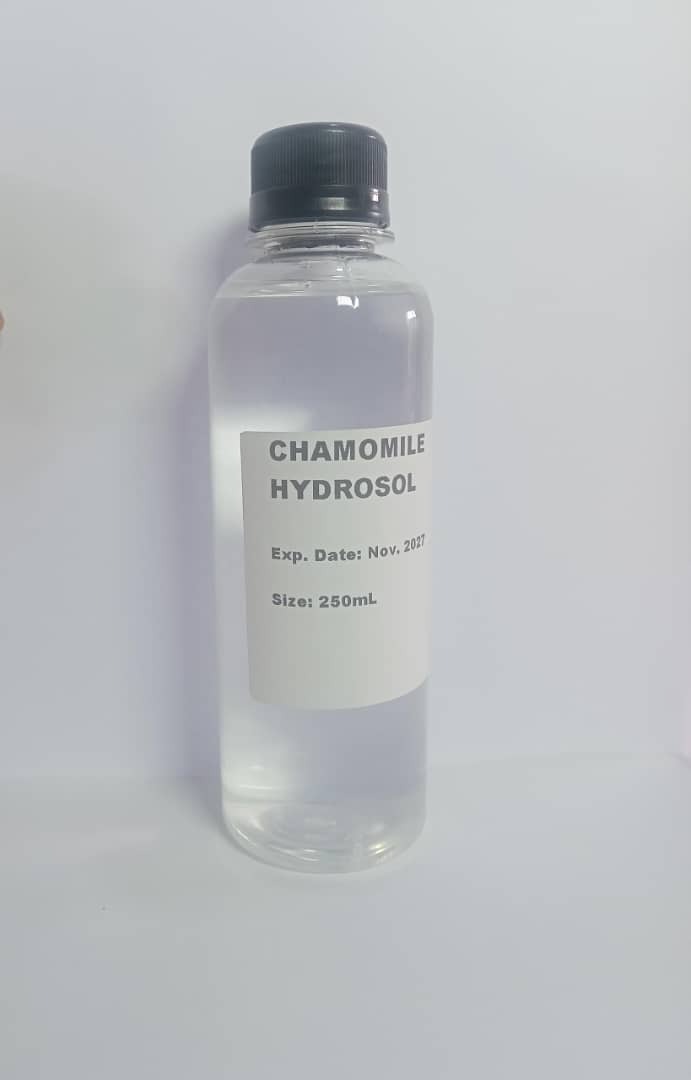 CHAMOMILE
HYDROSOL
Exp. Date: Nov. 2027
Size: 250mL